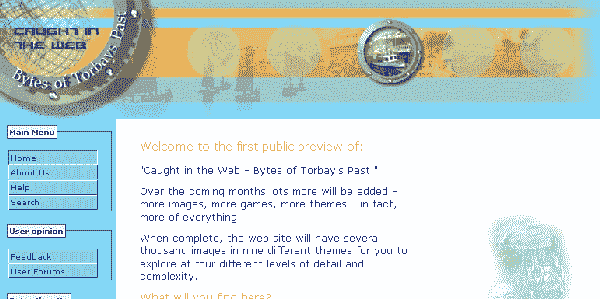 CAUGHT IN
THE WEB
Bytes of Torbay's Past
Main Menu
Home
About Us
Help
Search
User opinion
Feedback
User Forums
Welcome to the first public preview of:
"Caught in the Web - Bytes of Torbay's Past "
Over the coming months lots more will be added -
more images, more games, more themes in fact,
more of everything
When complete, the web site will have several
thousand images in nine different themes for you to
explore at four different levels of detail and
complexity.
What will you find here?